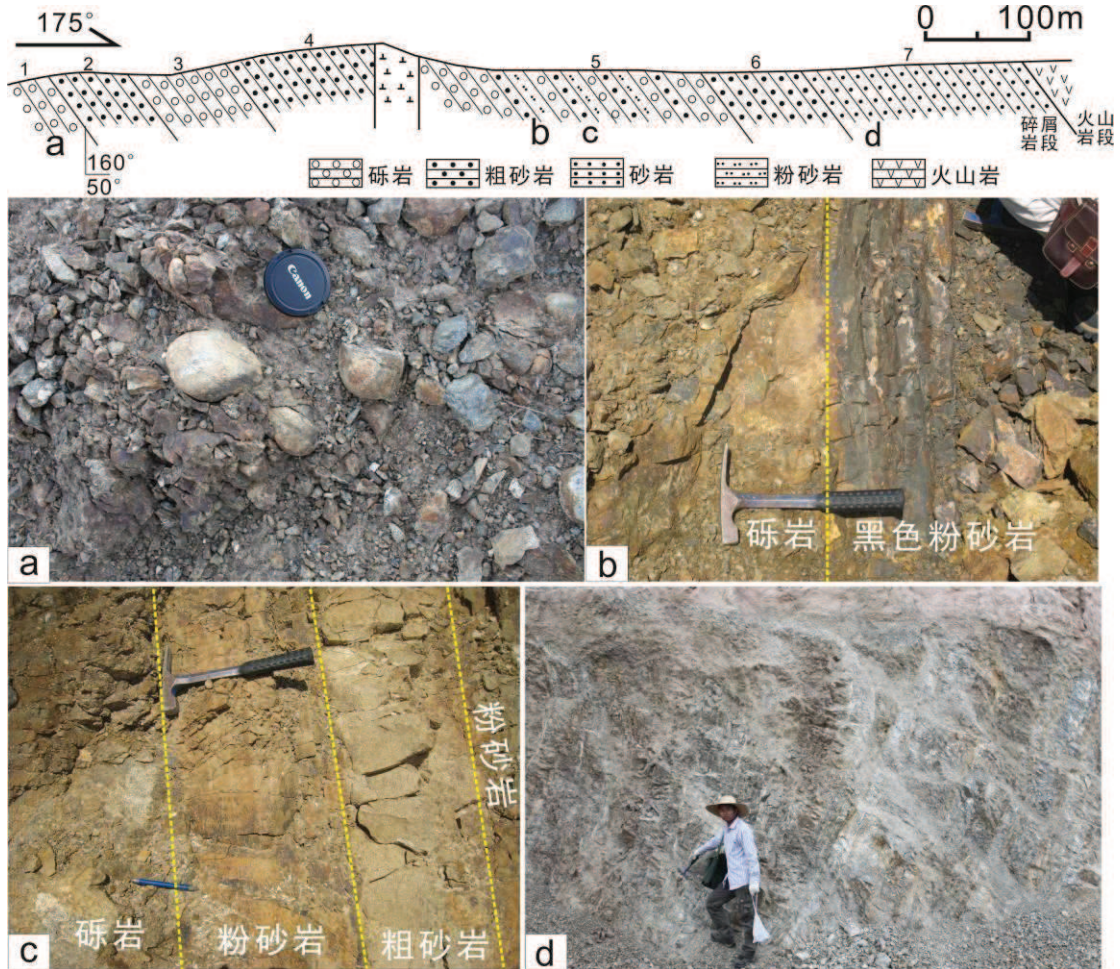 175°
0 100m
1 2 3 4 5 6 7
a b c d
碎屑岩段 火山岩段
160°
50°
砾岩 粗砂岩 砂岩 粉砂岩 火山岩
Canon
a
砾岩 黑色粉砂岩
b
粉砂岩
砾岩 粉砂岩 粗砂岩
c
d